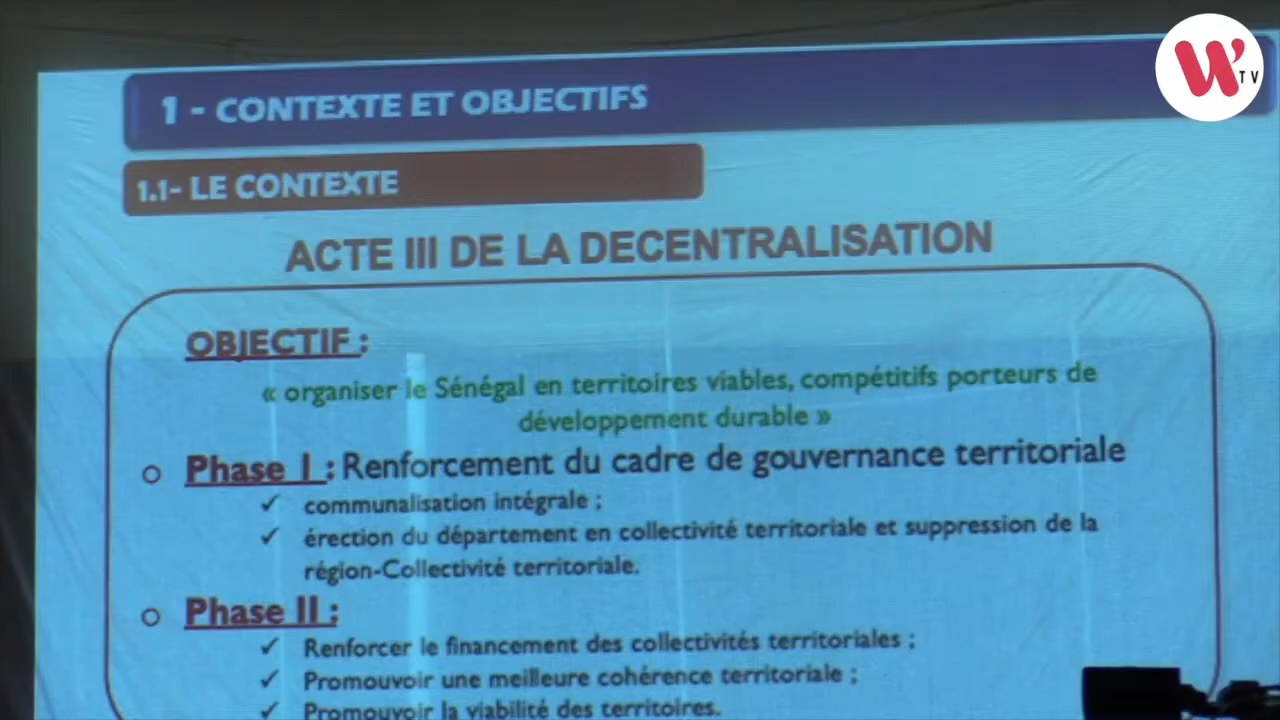 W' TV
1 - CONTEXTE ET OBJECTIFS
1.1- LE CONTEXTE
ACTE III DE LA DECENTRALISATION
OBJECTIF :
« organiser le Sénégal en territoires viables, compétitifs porteurs de
développement durable »
o Phase I : Renforcement du cadre de gouvernance territoriale
✓ communalisation intégrale ;
✓ érection du département en collectivité territoriale et suppression de la
région-Collectivité territoriale.
o Phase II :
✓ Renforcer le financement des collectivités territoriales ;
✓ Promouvoir une meilleure cohérence territoriale ;
✓ Promouvoir la viabilité des territoires.